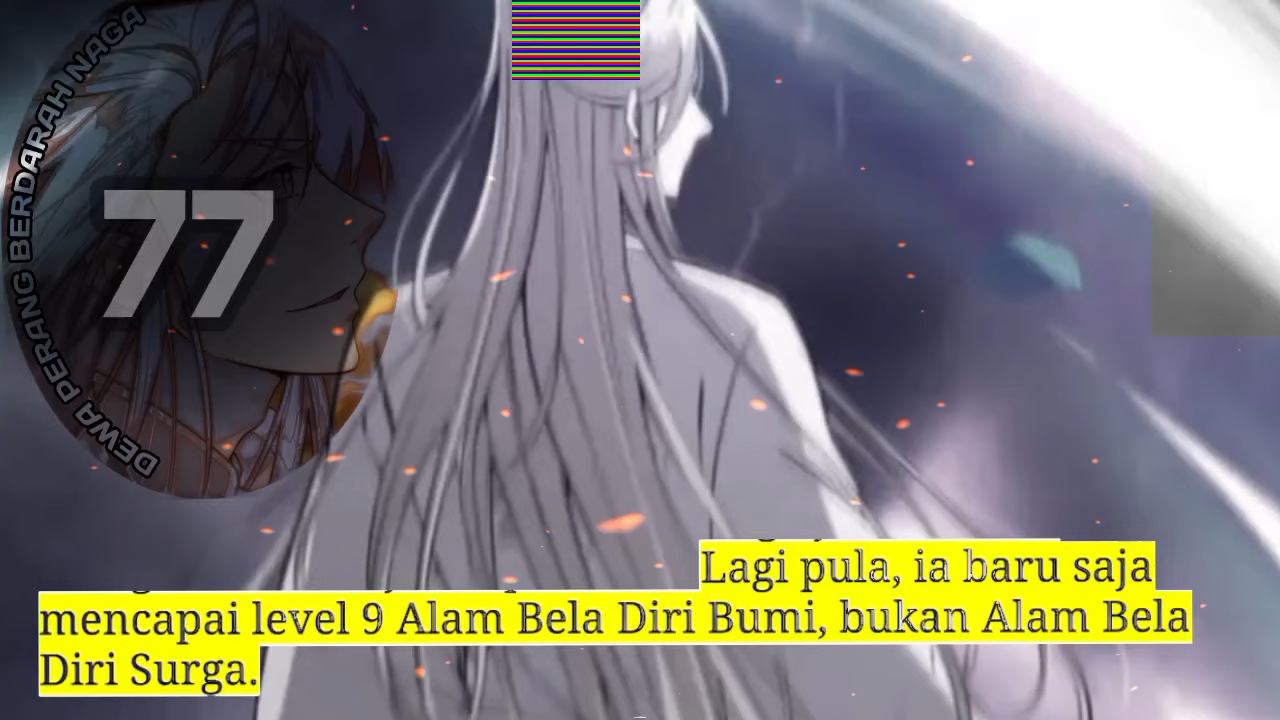 DEWA PERANG BERDARAH NAGA
77
Lagi pula, ia baru saja
mencapai level 9 Alam Bela Diri Bumi, bukan Alam Bela
Diri Surga.